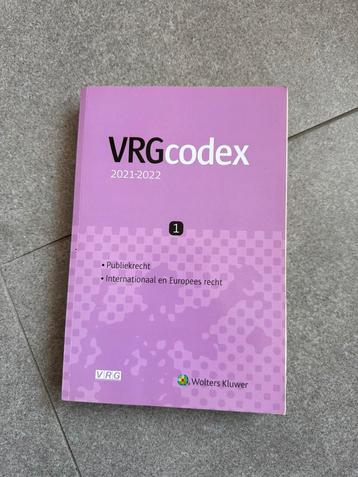 VRGcodex
2021-2022
1
• Publiekrecht
• Internationaal en Europees recht
VRG
Wolters Kluwer